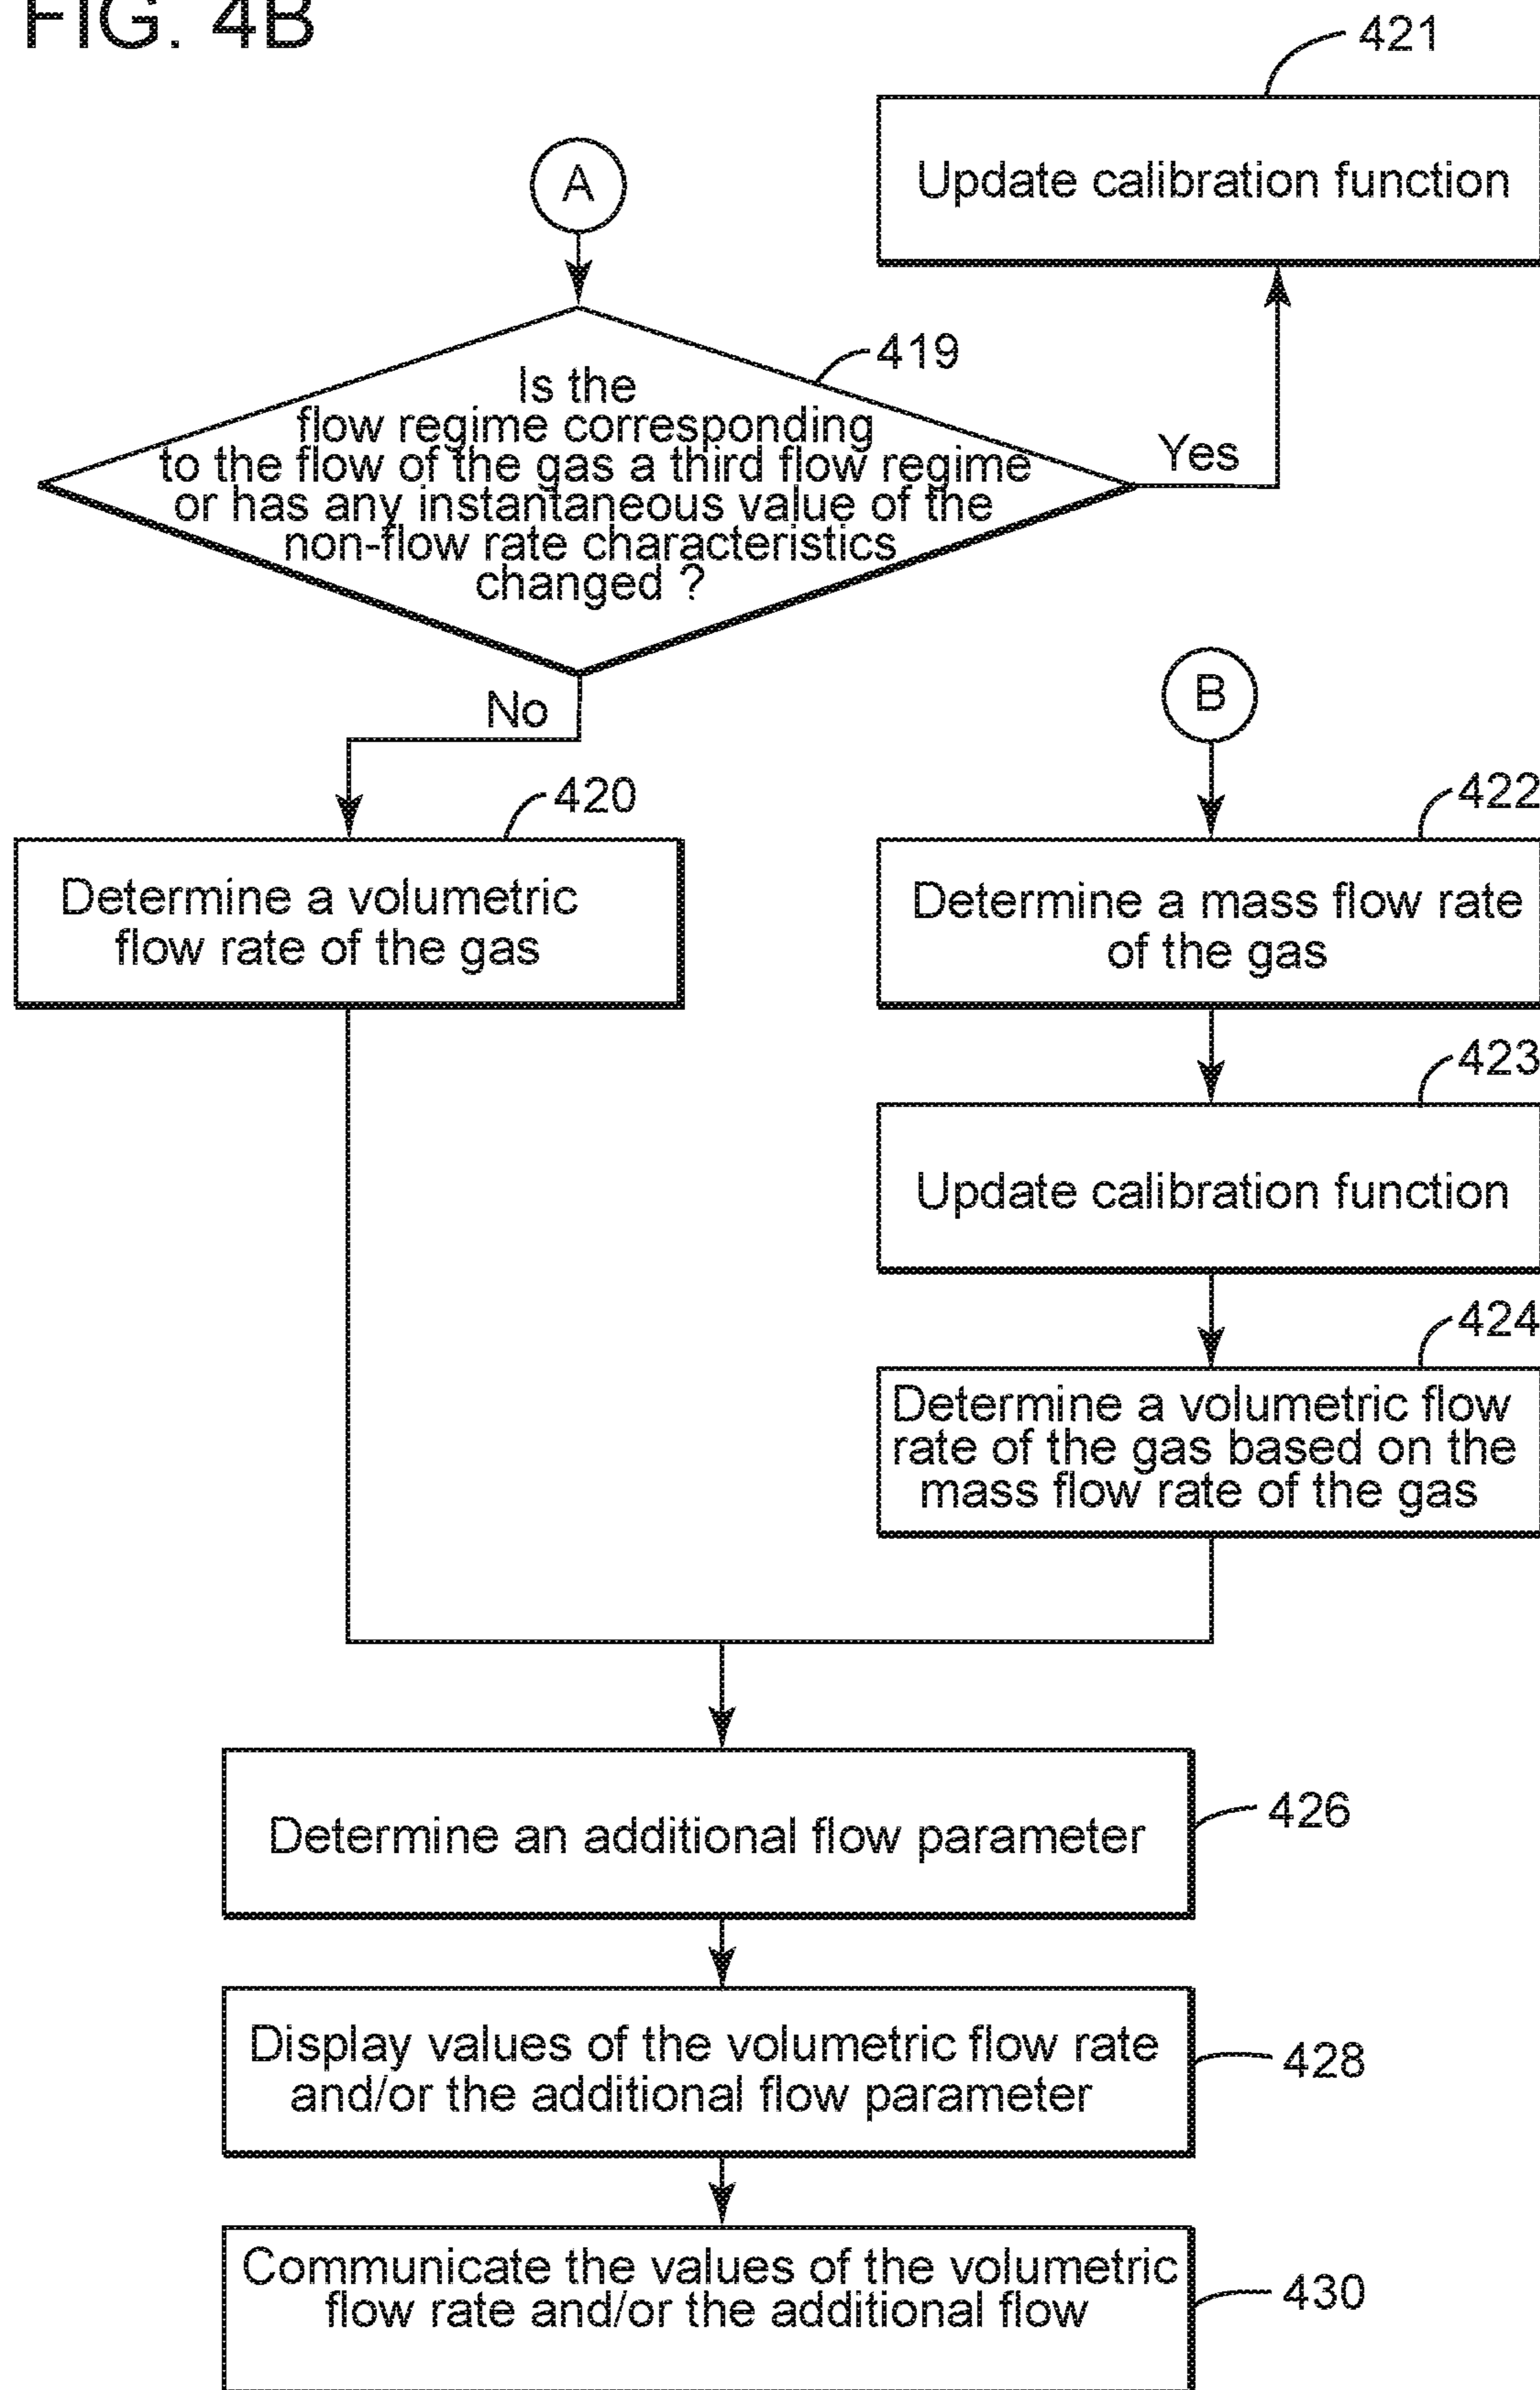 FIG. 4B
421
Update calibration function
A
419
Is the
flow regime corresponding
to the flow of the gas a third flow regime
or has any instantaneous value of the
non-flow rate characteristics
changed ?
Yes
No
B
420
Determine a volumetric
flow rate of the gas
422
Determine a mass flow rate
of the gas
423
Update calibration function
424
Determine a volumetric flow
rate of the gas based on the
mass flow rate of the gas
Determine an additional flow parameter
426
Display values of the volumetric flow rate
and/or the additional flow parameter
428
Communicate the values of the volumetric
flow rate and/or the additional flow
430